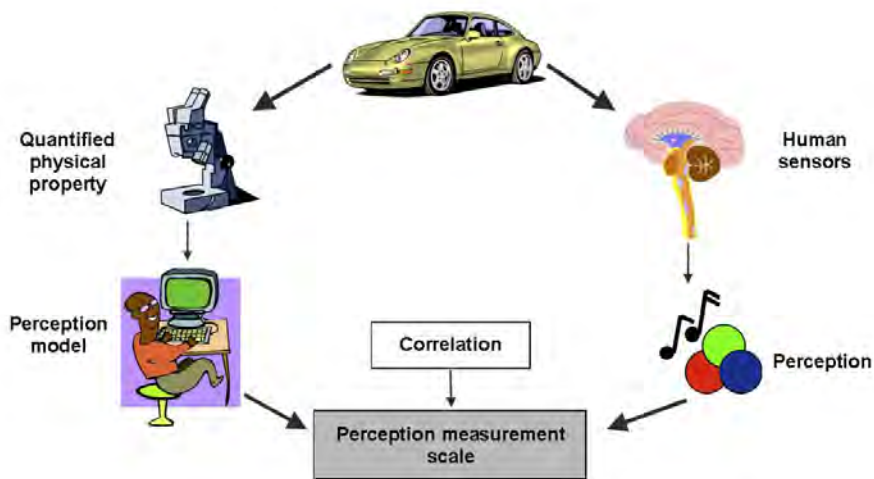 Quantified
physical
property
Human
sensors
Perception
model
Correlation
Perception
Perception measurement
scale